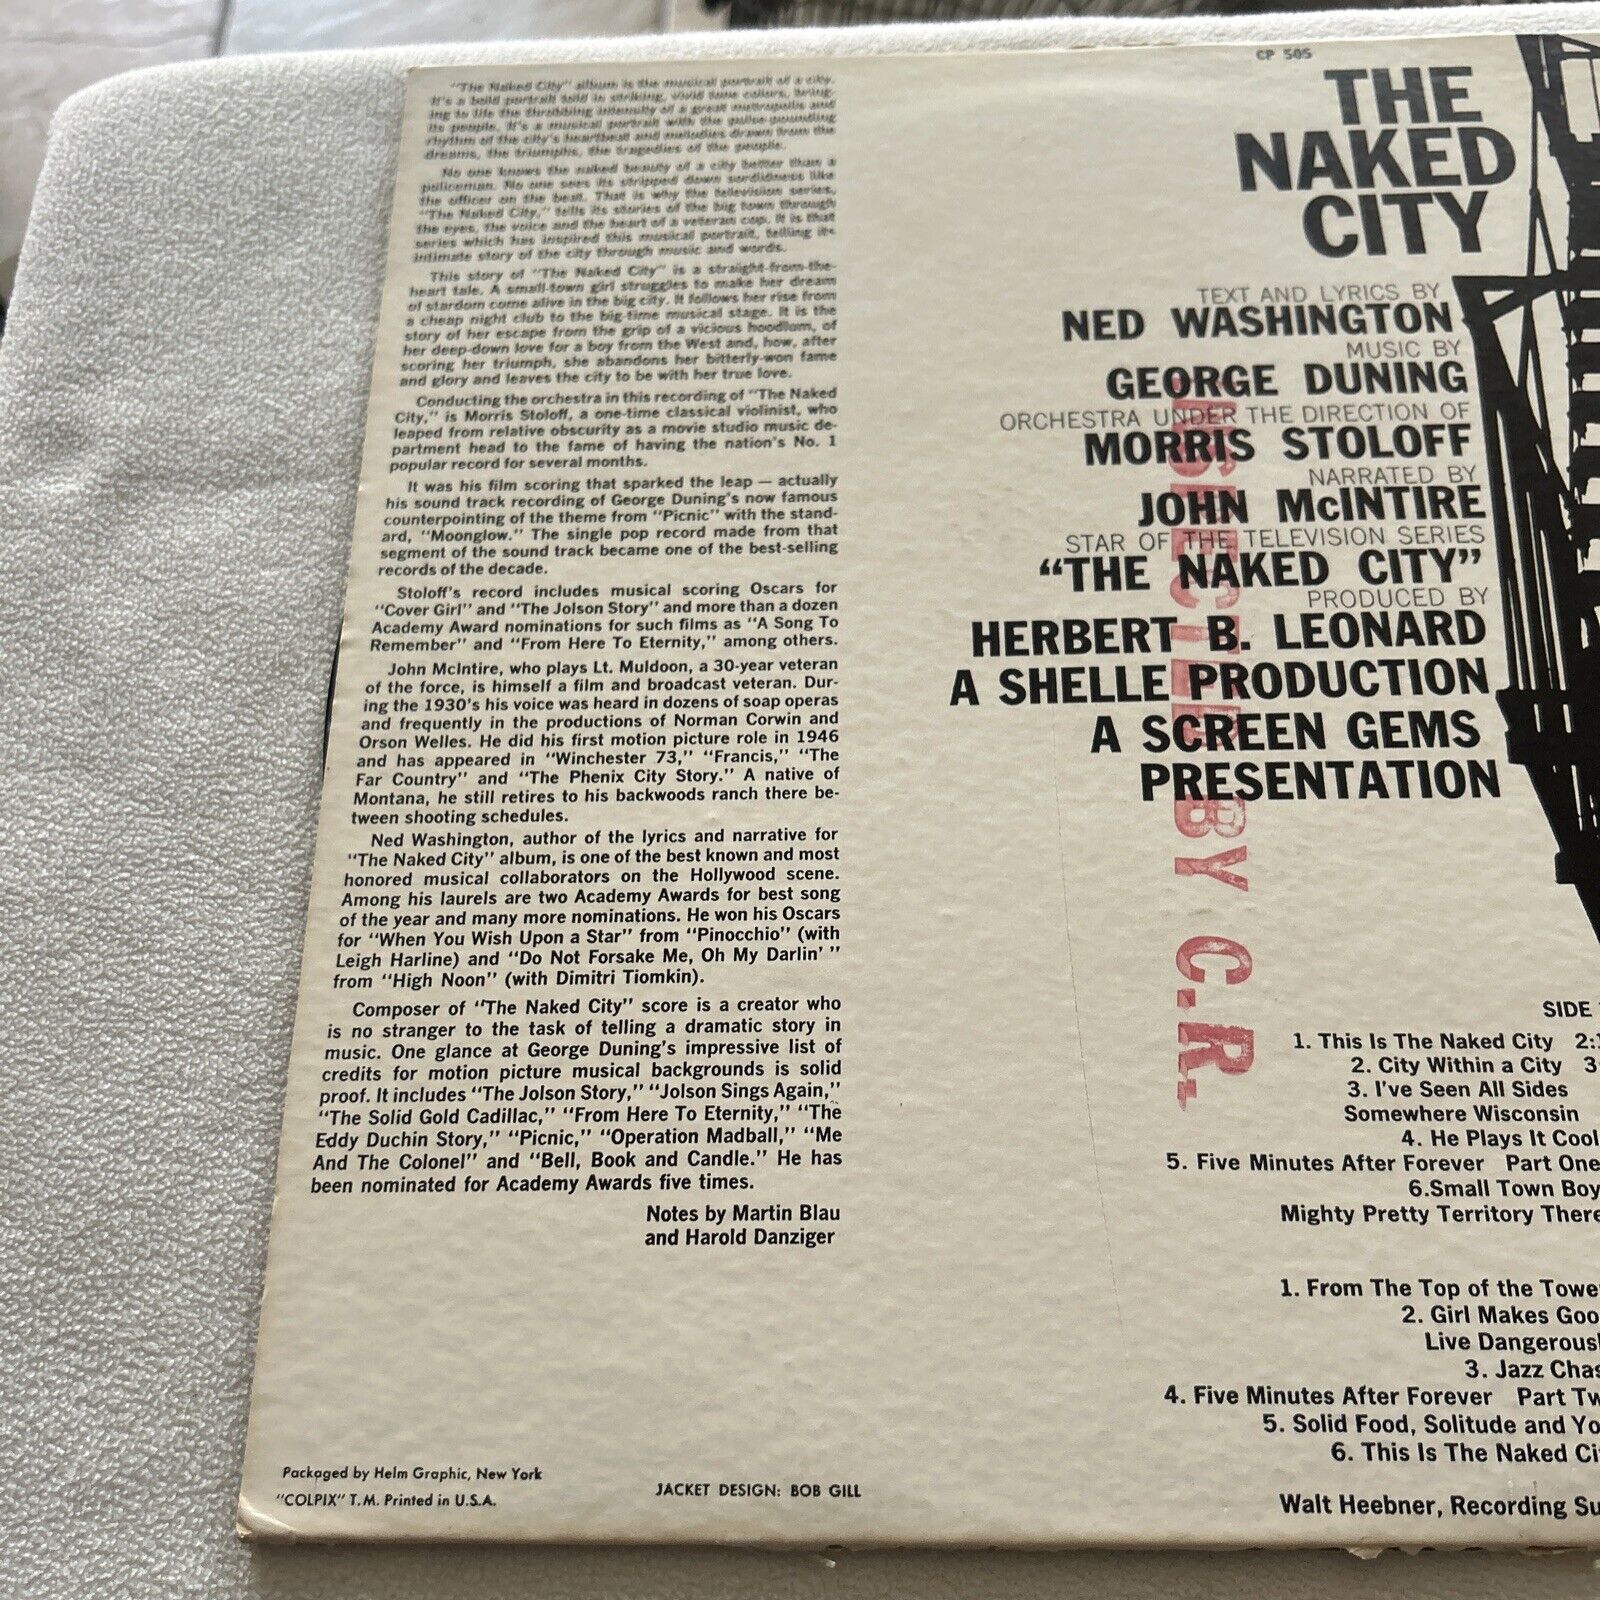 "The Naked City" album is the musical portrait of a city.
It's a bold portrait told in striking, vivid tone colors, bring-
ing to life the throbbing intensity of a great metropolis and
its people. It's a musical portrait with the pulse-pounding
rhythm of the city's heartbeat and melodies drawn from the
dreams, the triumphs, the tragedies of the people.
No one knows the naked beauty of a city better than a
policeman. No one sees its stripped down sordidness like
the officer on the beat. That is why the television series,
"The Naked City," tells its stories of the big town through
the eyes, the voice and the heart of a veteran cop. It is that
series which has inspired this musical portrait, telling its
intimate story of the city through music and words.
This story of "The Naked City" is a straight-from-the-
heart tale. A small-town girl struggles to make her dream
of stardom come alive in the big city. It follows her rise from
a cheap night club to the big-time musical stage. It is the
story of her escape from the grip of a vicious hoodlum, of
her deep-down love for a boy from the West and, how, after
scoring her triumph, she abandons her bitterly-won fame
and glory and leaves the city to be with her true love.
Conducting the orchestra in this recording of "The Naked
City," is Morris Stoloff, a one-time classical violinist, who
leaped from relative obscurity as a movie studio music de-
partment head to the fame of having the nation's No. 1
popular record for several months.
It was his film scoring that sparked the leap — actually
his sound track recording of George Duning's now famous
counterpointing of the theme from "Picnic" with the stand-
ard, "Moonglow." The single pop record made from that
segment of the sound track became one of the best-selling
records of the decade.
Stoloff's record includes musical scoring Oscars for
"Cover Girl" and "The Jolson Story" and more than a dozen
Academy Award nominations for such films as "A Song To
Remember" and "From Here To Eternity," among others.
John McIntire, who plays Lt. Muldoon, a 30-year veteran
of the force, is himself a film and broadcast veteran. Dur-
ing the 1930's his voice was heard in dozens of soap operas
and frequently in the productions of Norman Corwin and
Orson Welles. He did his first motion picture role in 1946
and has appeared in "Winchester 73," "Francis," "The
Far Country" and "The Phenix City Story." A native of
Montana, he still retires to his backwoods ranch there be-
tween shooting schedules.
Ned Washington, author of the lyrics and narrative for
"The Naked City" album, is one of the best known and most
honored musical collaborators on the Hollywood scene.
Among his laurels are two Academy Awards for best song
of the year and many more nominations. He won his Oscars
for "When You Wish Upon a Star" from "Pinocchio" (with
Leigh Harline) and "Do Not Forsake Me, Oh My Darlin' "
from "High Noon" (with Dimitri Tiomkin).
Composer of "The Naked City" score is a creator who
is no stranger to the task of telling a dramatic story in
music. One glance at George Duning's impressive list of
credits for motion picture musical backgrounds is solid
proof. It includes "The Jolson Story," "Jolson Sings Again,"
"The Solid Gold Cadillac," "From Here To Eternity," "The
Eddy Duchin Story," "Picnic," "Operation Madball," "Me
And The Colonel" and "Bell, Book and Candle." He has
been nominated for Academy Awards five times.
Notes by Martin Blau
and Harold Danziger
Packaged by Helm Graphic, New York
"COLPIX" T.M. Printed in U.S.A.
JACKET DESIGN: BOB GILL
CP 505
THE
NAKED
CITY
TEXT AND LYRICS BY
NED WASHINGTON
MUSIC BY
GEORGE DUNING
ORCHESTRA UNDER THE DIRECTION OF
MORRIS STOLOFF
NARRATED BY
JOHN McINTIRE
STAR OF THE TELEVISION SERIES
"THE NAKED CITY"
PRODUCED BY
HERBERT B. LEONARD
A SHELLE PRODUCTION
A SCREEN GEMS
PRESENTATION
BY C.R.
SIDE
1. This Is The Naked City 2:
2. City Within a City 3
3. I've Seen All Sides
Somewhere Wisconsin
4. He Plays It Cool
5. Five Minutes After Forever Part One
6.Small Town Boy
Mighty Pretty Territory There
1. From The Top of the Towe
2. Girl Makes Goo
Live Dangerousl
3. Jazz Chas
4. Five Minutes After Forever Part Tw
5. Solid Food, Solitude and Yo
6. This Is The Naked Ci
Walt Heebner, Recording Su